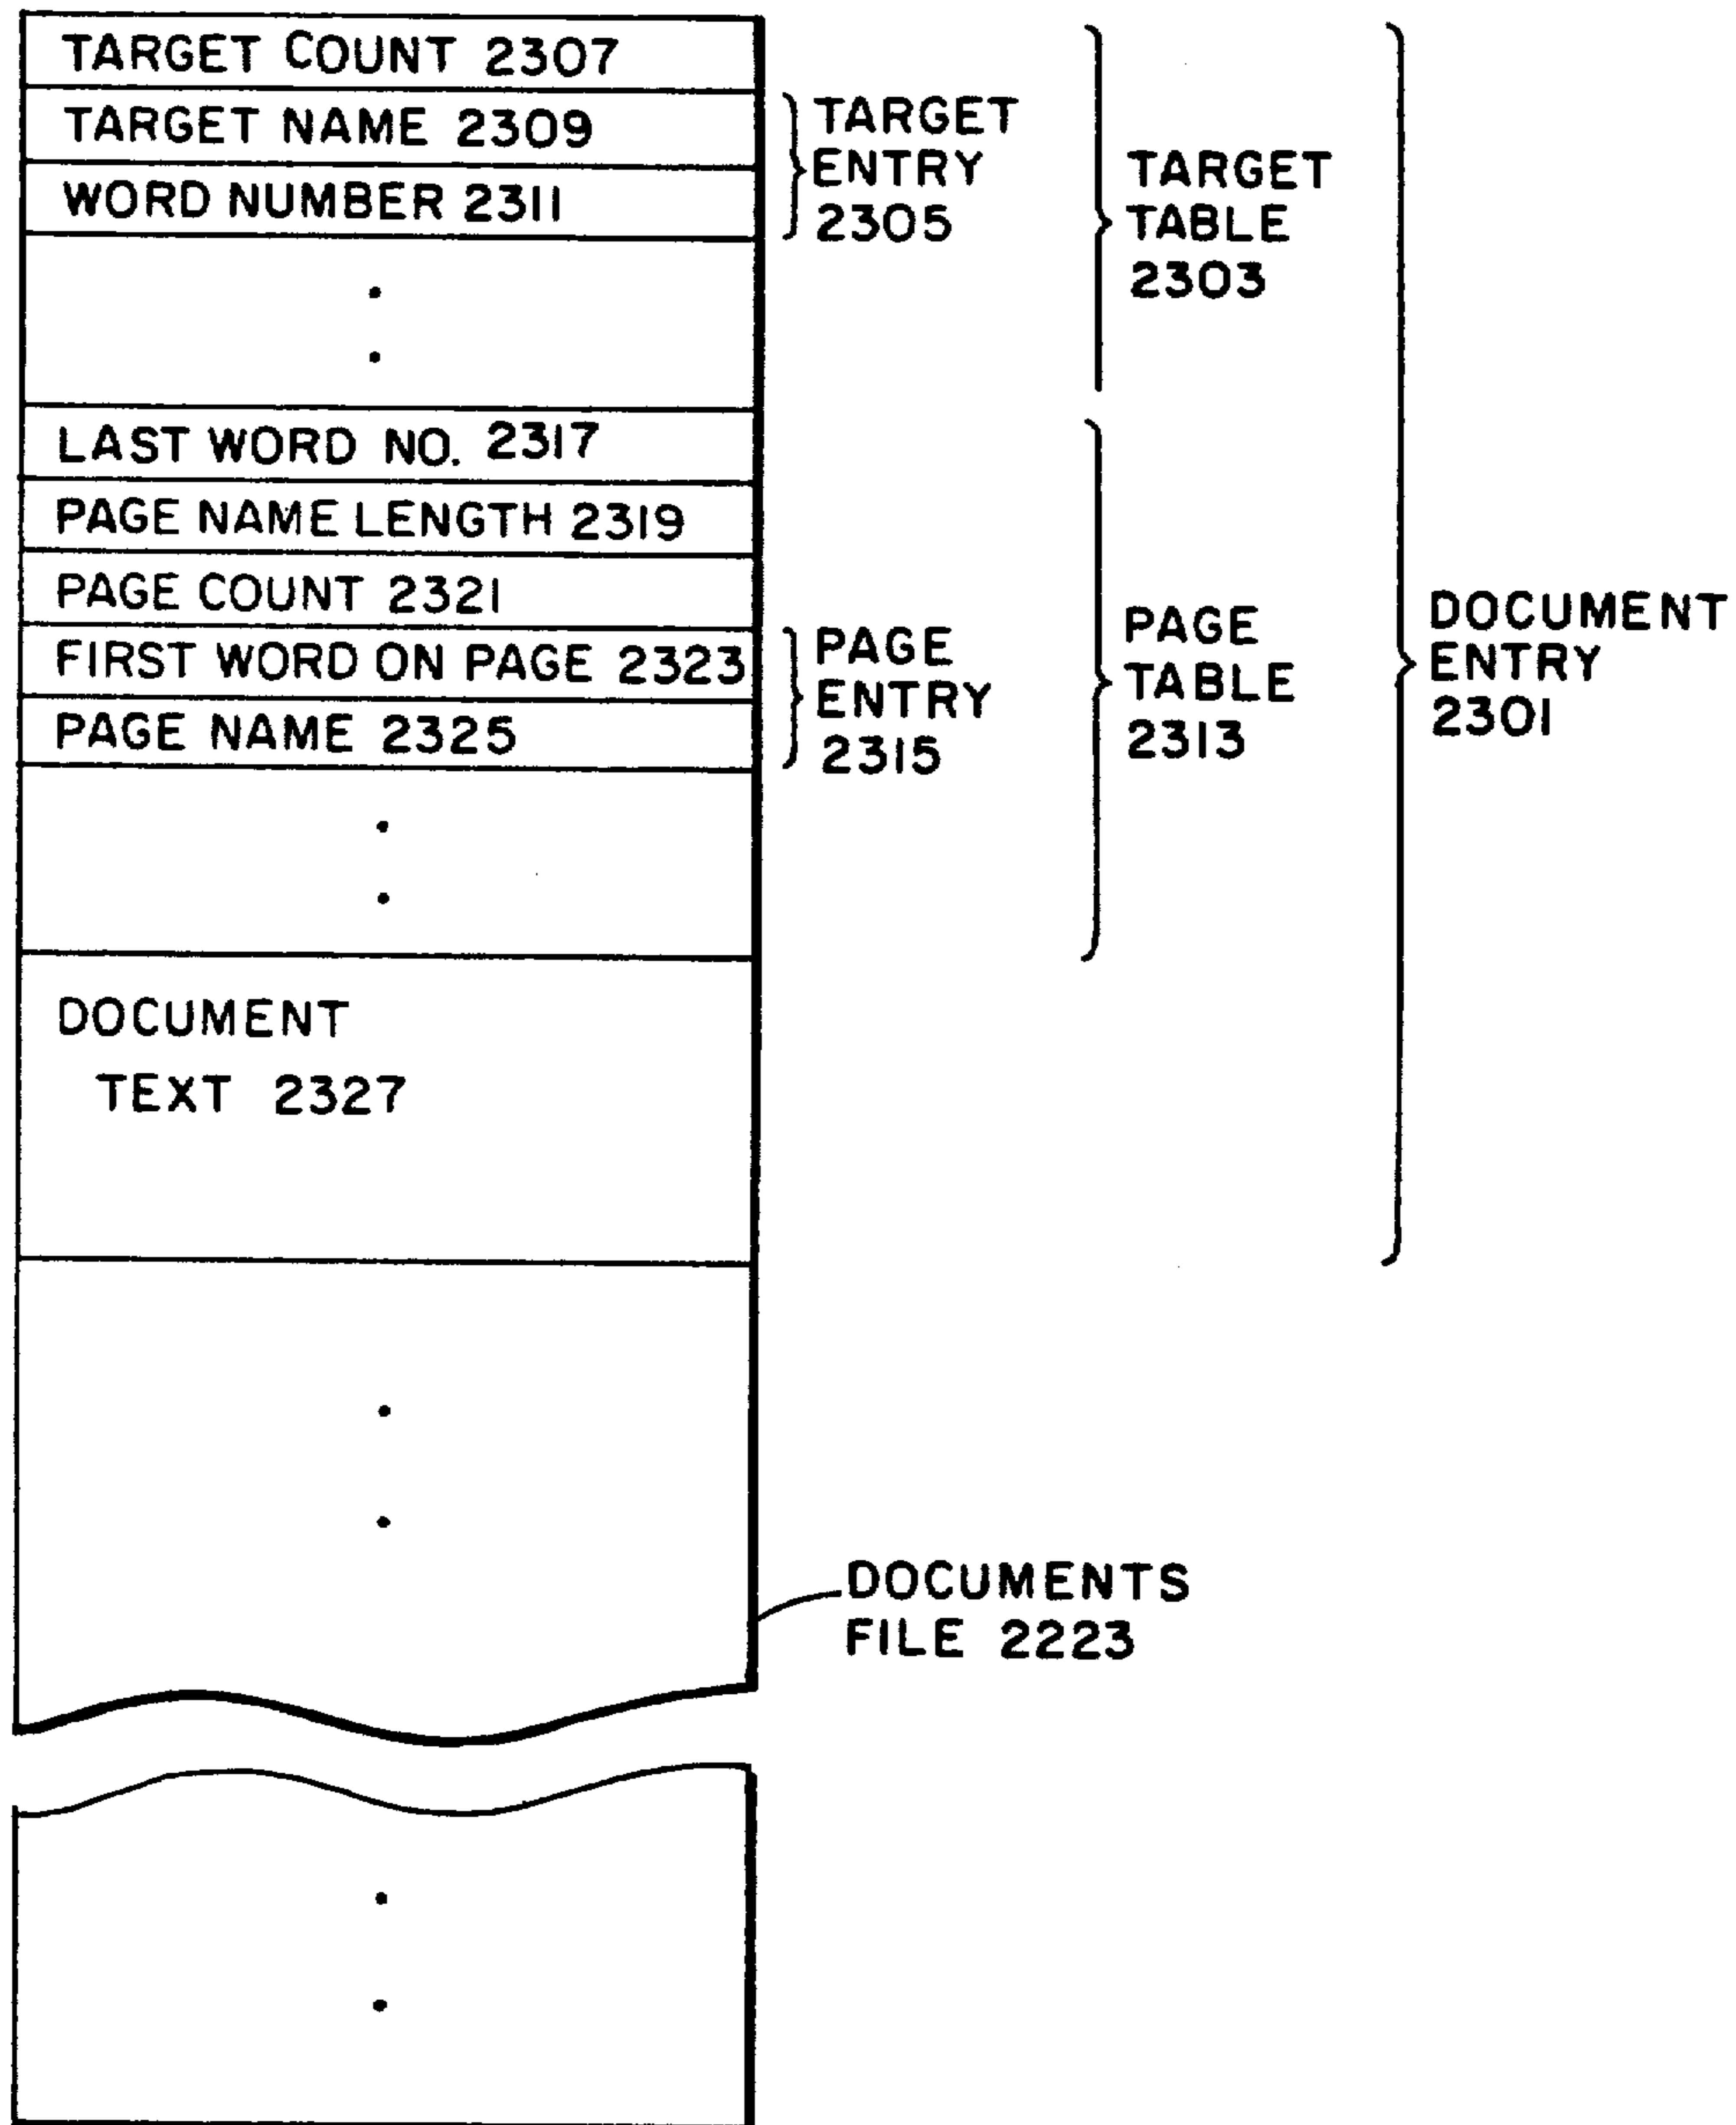 TARGET COUNT 2307
TARGET NAME 2309
WORD NUMBER 2311
TARGET
ENTRY
2305
TARGET
TABLE
2303
LAST WORD NO. 2317
PAGE NAME LENGTH 2319
PAGE COUNT 2321
FIRST WORD ON PAGE 2323
PAGE NAME 2325
PAGE
ENTRY
2315
PAGE
TABLE
2313
DOCUMENT
ENTRY
2301
DOCUMENT
TEXT 2327
DOCUMENTS
FILE 2223